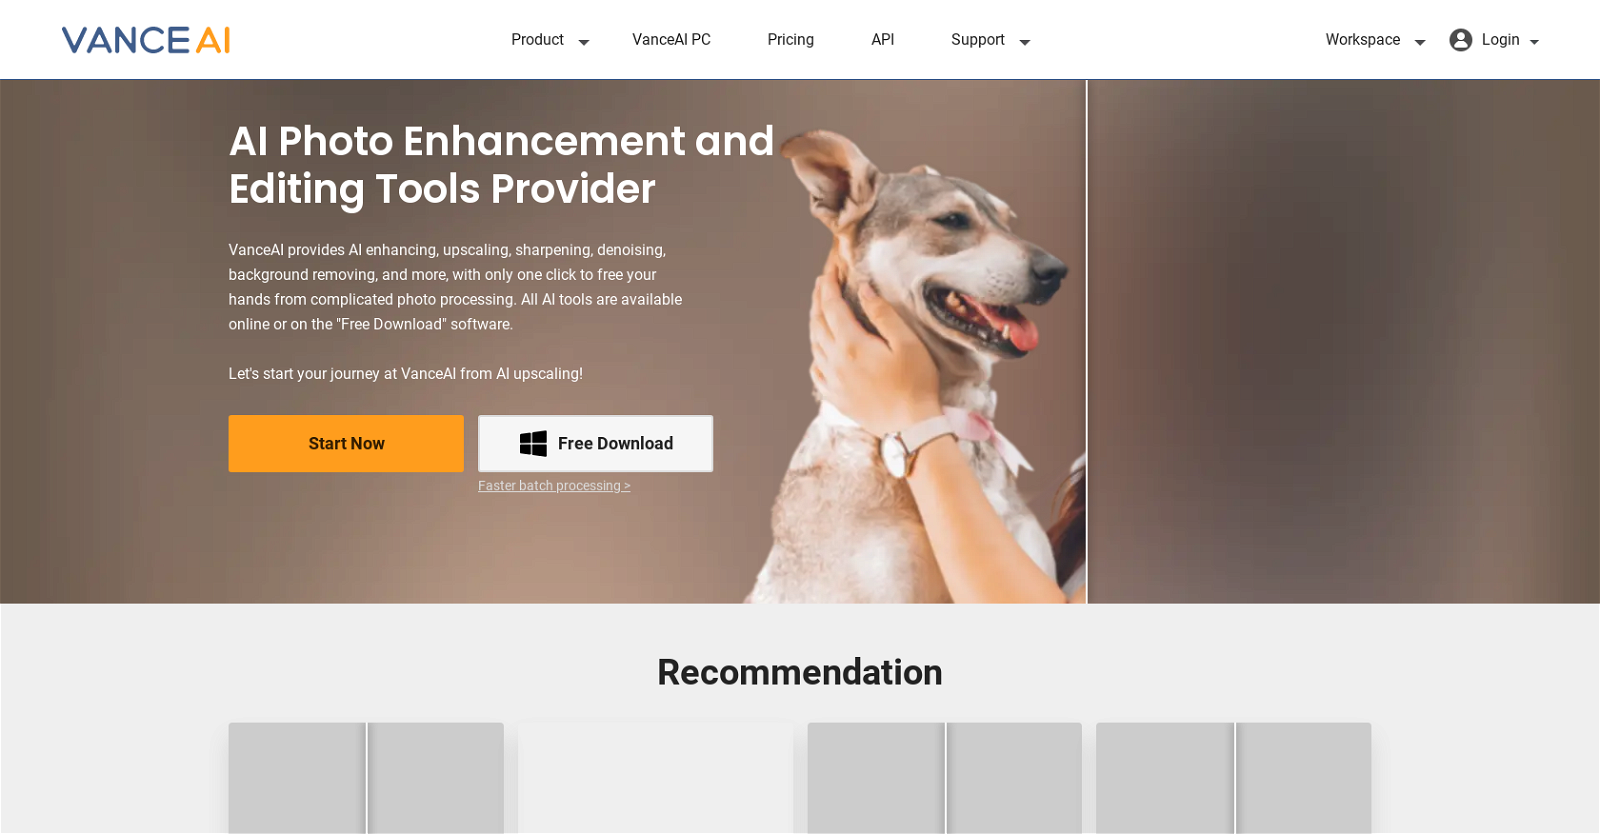 VANCE AI
Product
VanceAI PC
Pricing
API
Support
Workspace
Login
AI Photo Enhancement and
Editing Tools Provider
VanceAI provides AI enhancing, upscaling, sharpening, denoising,
background removing, and more, with only one click to free your
hands from complicated photo processing. All AI tools are available
online or on the "Free Download" software.
Let's start your journey at VanceAI from AI upscaling!
Start Now
Free Download
Faster batch processing >
Recommendation